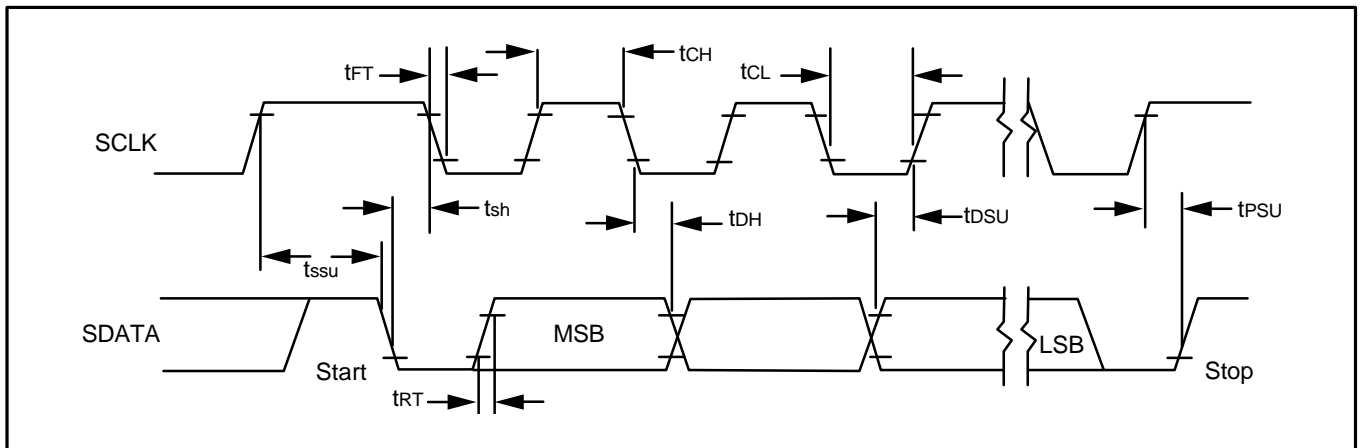 tFT
tCH
tCL
SCLK
tsh
tDH
tDSU
tPSU
tssu
SDATA
MSB
LSB
Start
Stop
tRT